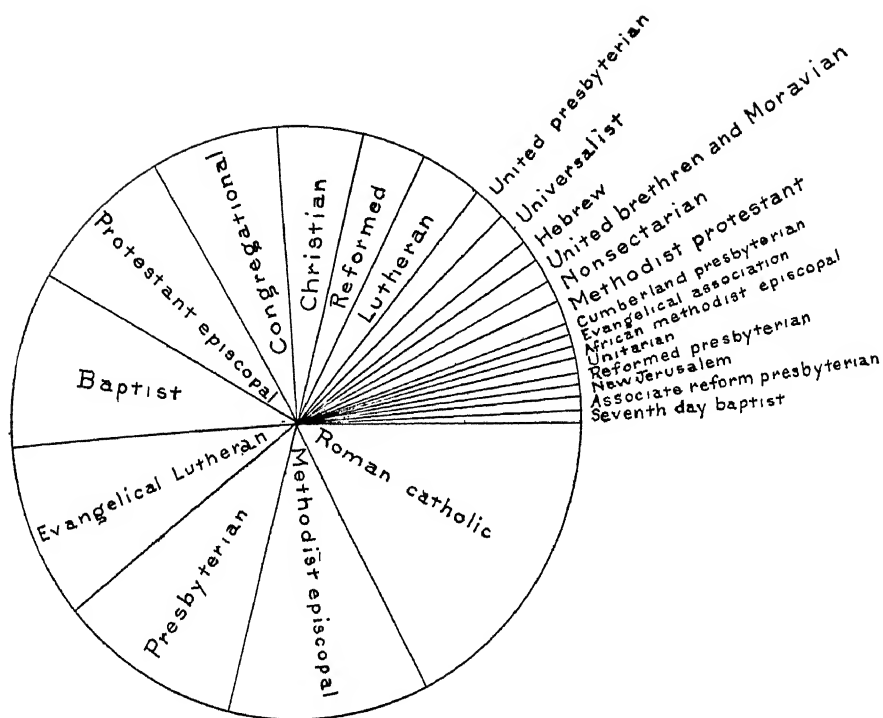 United presbyterian
Universalist
Hebrew
United brethren and Moravian
Nonsectarian
Methodist protestant
Cumberland presbyterian
Evangelical association
African methodist episcopal
Unitarian
Reformed presbyterian
New Jerusalem
Associate reform presbyterian
Seventh day baptist
Roman catholic
Methodist episcopal
Presbyterian
Evangelical Lutheran
Baptist
Protestant episcopal
Congregational
Christian
Reformed
Lutheran